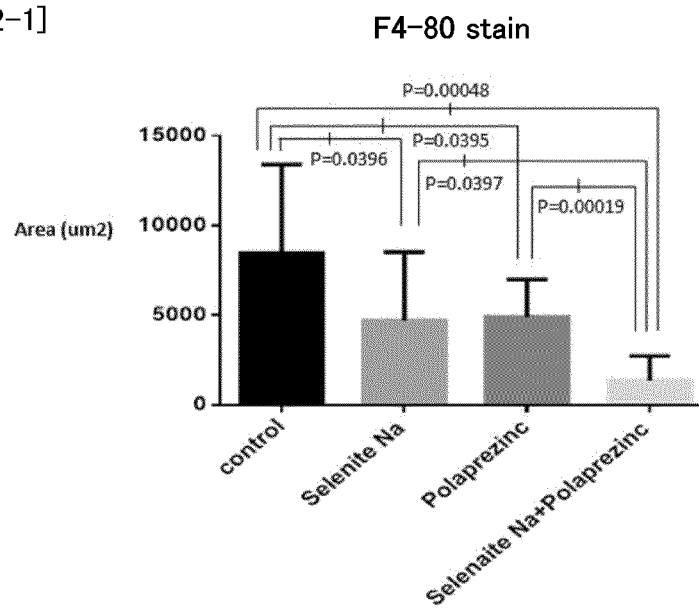 2-1]
F4-80 stain
P=0.00048
P=0.0395
P=0.0396
P=0.0397
P=0.00019
Area (um2)
15000
10000
5000
0
control
Selenite Na
Polaprezinc
Selenaite Na+Polaprezinc